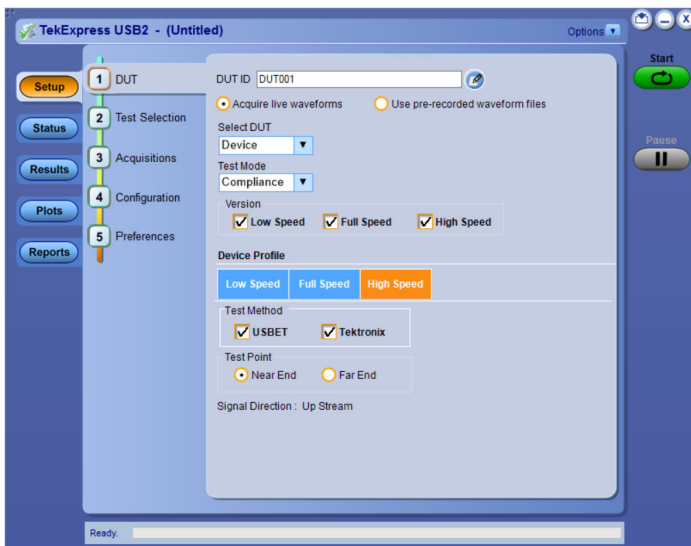 TekExpress USB2 - (Untitled)
Options
Start
Pause
Setup
Status
Results
Plots
Reports
1 DUT
2 Test Selection
3 Acquisitions
4 Configuration
5 Preferences
DUT ID DUT001
Acquire live waveforms Use pre-recorded waveform files
Select DUT
Device
Test Mode
Compliance
Version
Low Speed Full Speed High Speed
Device Profile
Low Speed Full Speed High Speed
Test Method
USBET Tektronix
Test Point
Near End Far End
Signal Direction : Up Stream
Ready.